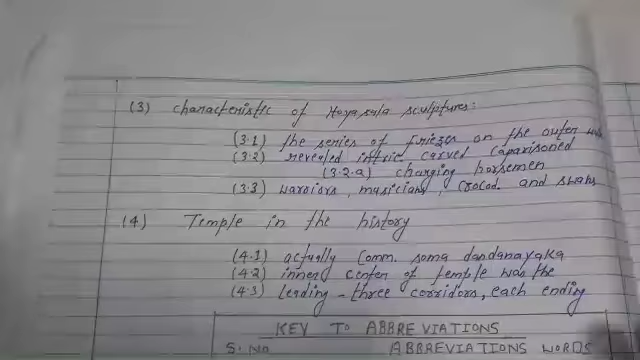 (3) characteristic of Hoyasala sculptures:
(3.1) the series of friezes on the outer
(3.2) revealed intric carved caparisoned
(3.2.a) charging horsemen
(3.3) waroisrs, musicians, crocod. and swans
(4) Temple in the history
(4.1) actually comm. soma dandanayaka
(4.2) inner center of temple was the
(4.3) leading - three corridors, each ending
KEY TO ABBREVIATIONS
S. No ABBREVIATIONS WORDS